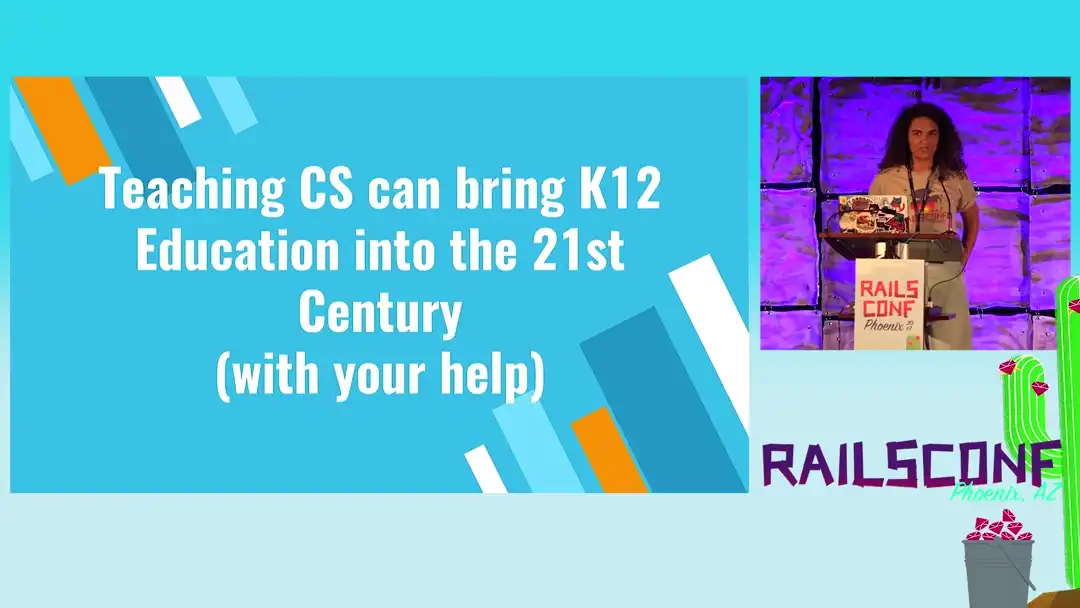 Teaching CS can bring K12
Education into the 21st
Century
(with your help)
RAILS
CONF
Phoenix
RAILSCONF
Phoenix, AZ